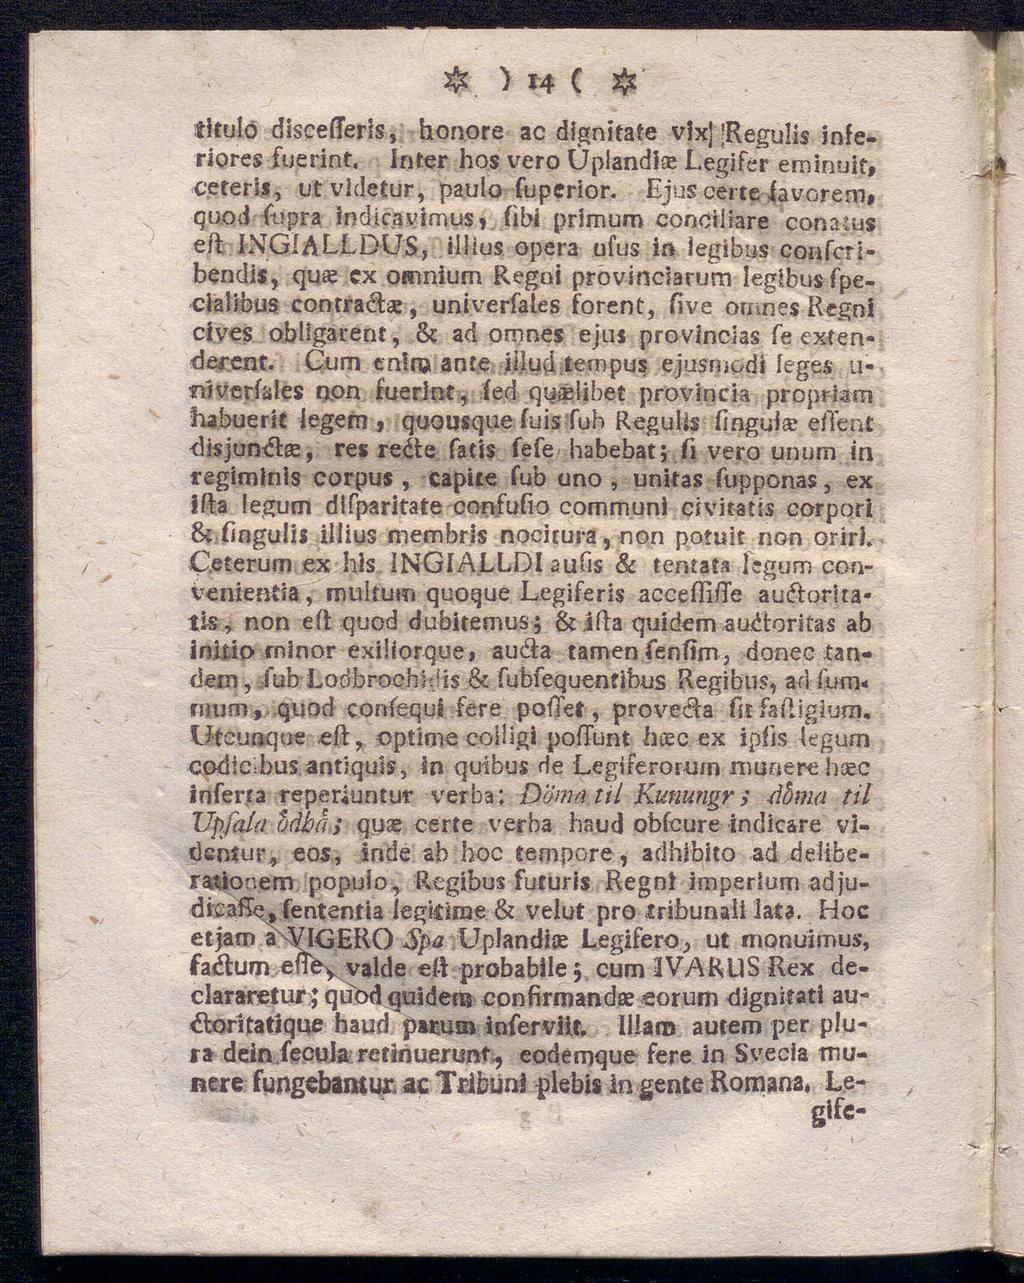 ✡ ) 14 ( ✡
titulo discesſeris, honore ac dignitate vix Regulis infe-
riores fuerint. Inter hos vero Uplandiæ Legifer eminuit,
ceteris, ut videtur, paulo ſuperior. Ejus certe favorem,
quod ſupra indicavimus, ſibi primum conciliare conatus
eſt INGIALLDUS, illius opera uſus in legibus conſcri-
bendis, quæ ex omnium Regni provinciarum legibus ſpe-
cialibus contractæ, univerſales forent, ſive omnes Regni
cives obligarent, & ad omnes ejus provincias ſe exten-
derent. Cum enim ante illud tempus ejusmodi leges u-
niverſales non fuerint, ſed quælibet provincia propriam
habuerit legem, quousque ſuis ſub Regulis ſingulæ esſent
disjunctæ, res recte ſatis ſeſe habebat; ſi vero unum in
regiminis corpus, capite ſub uno, unitas ſupponas, ex
iſta legum diſparitate confuſio communi civitatis corpori
& ſingulis illius membris nocitura, non potuit non oriri.
Ceterum ex his INGIALLDI auſis & tentata legum con-
venientia, multum quoque Legiferis accesſisſe auctorita-
tis, non eſt quod dubitemus; & iſta quidem auctoritas ab
initio minor exiliorque, aucta tamen ſenſim, donec tan-
dem, ſub Lodbrochidis & ſubſequentibus Regibus, ad ſum-
mum, quod conſequi fere posſet, provecta ſit faſtigium.
Utcunque eſt, optime colligi posſunt hæc ex ipſis legum
codicibus antiquis, in quibus de Legiferorum munere hæc
inſerta reperiuntur verba: Döma til Kunungr; döma til
Upſala ödhå; quæ certe verba haud obſcure indicare vi-
dentur, eos, inde ab hoc tempore, adhibito ad delibe-
rationem populo, Regibus futuris Regni imperium adju-
dicasſe, ſententia legitime & velut pro tribunali lata. Hoc
etjam a VIGERO Spa Uplandiæ Legifero, ut monuimus,
factum esſe, valde eſt probabile; cum IVARUS Rex de-
clararetur; quod quidem confirmandæ eorum dignitati au-
ctoritatique haud parum inſerviit. Illam autem per plu-
ra dein ſecula retinuerunt, eodemque fere in Svecia mu-
nere fungebantur ac Tribuni plebis in gente Romana. Le-
gife-